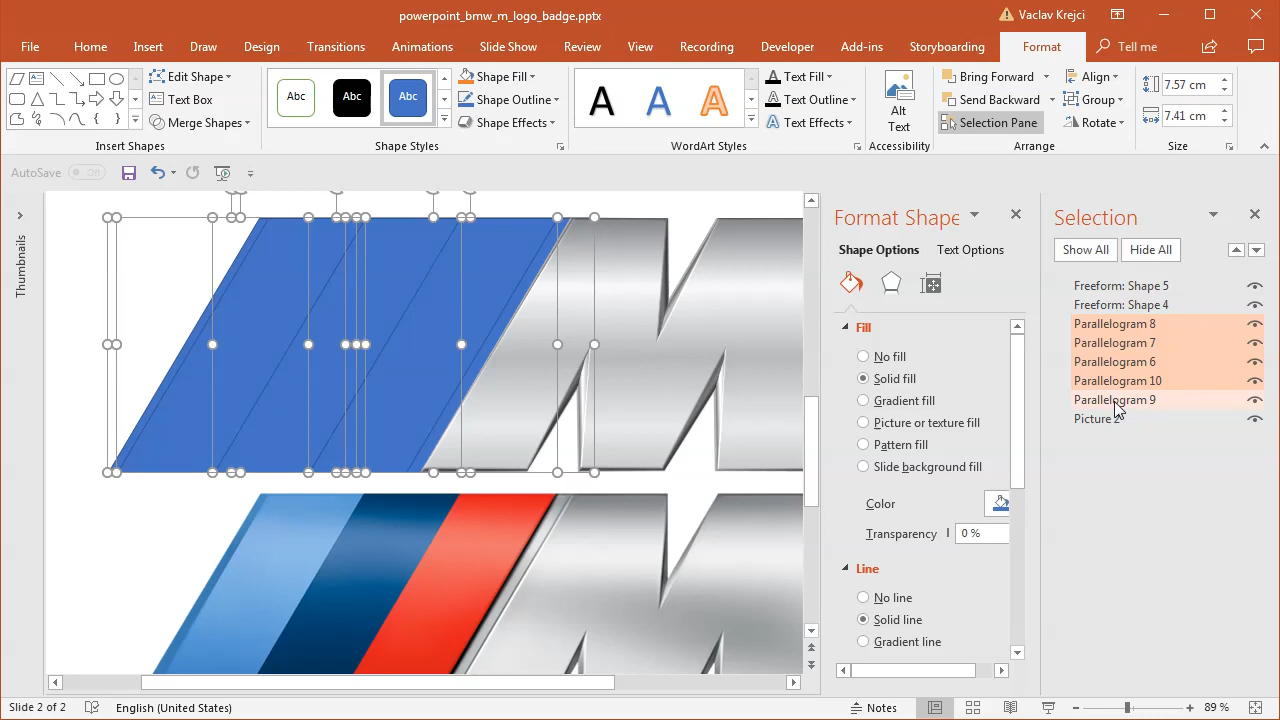 powerpoint_bmw_m_logo_badge.pptx
Vaclav Krejci
File Home Insert Draw Design Transitions Animations Slide Show Review View Recording Developer Add-ins Storyboarding Format Tell me
Edit Shape
Text Box
Merge Shapes
Insert Shapes
Abc Abc Abc
Shape Fill
Shape Outline
Shape Effects
Shape Styles
A A A
Text Fill
Text Outline
Text Effects
WordArt Styles
Alt
Text
Accessibility
Bring Forward
Send Backward
Selection Pane
Align
Group
Rotate
Arrange
7.57 cm
7.41 cm
Size
AutoSave Off
Thumbnails
Format Shape
Shape Options Text Options
Fill
No fill
Solid fill
Gradient fill
Picture or texture fill
Pattern fill
Slide background fill
Color
Transparency 0 %
Line
No line
Solid line
Gradient line
Selection
Show All Hide All
Freeform: Shape 5
Freeform: Shape 4
Parallelogram 8
Parallelogram 7
Parallelogram 6
Parallelogram 10
Parallelogram 9
Picture 2
Slide 2 of 2 English (United States) Notes 89 %